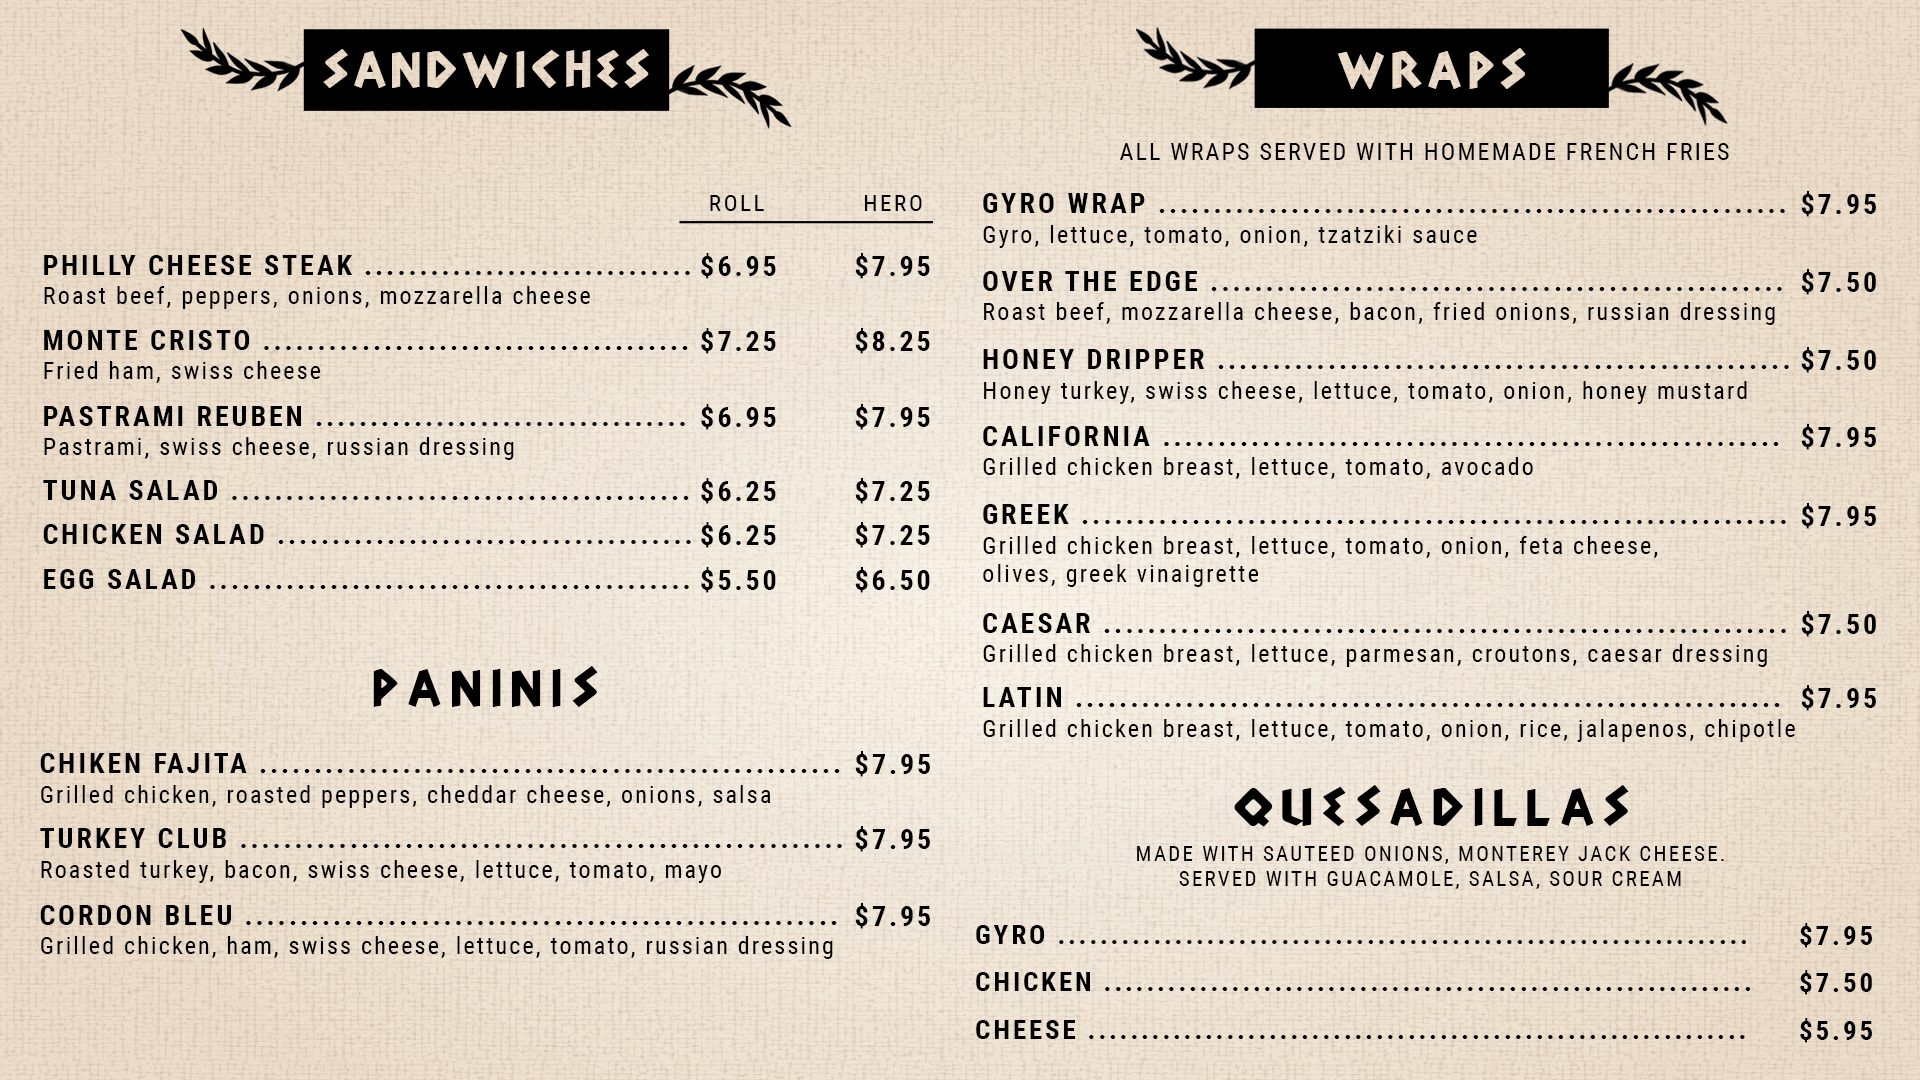 SANDWICHES
ROLL HERO
PHILLY CHEESE STEAK ........................................ $6.95 $7.95
Roast beef, peppers, onions, mozzarella cheese
MONTE CRISTO ........................................ $7.25 $8.25
Fried ham, swiss cheese
PASTRAMI REUBEN ........................................ $6.95 $7.95
Pastrami, swiss cheese, russian dressing
TUNA SALAD ........................................ $6.25 $7.25
CHICKEN SALAD ........................................ $6.25 $7.25
EGG SALAD ........................................ $5.50 $6.50
PANINIS
CHIKEN FAJITA ........................................ $7.95
Grilled chicken, roasted peppers, cheddar cheese, onions, salsa
TURKEY CLUB ........................................ $7.95
Roasted turkey, bacon, swiss cheese, lettuce, tomato, mayo
CORDON BLEU ........................................ $7.95
Grilled chicken, ham, swiss cheese, lettuce, tomato, russian dressing
WRAPS
ALL WRAPS SERVED WITH HOMEMADE FRENCH FRIES
GYRO WRAP ........................................ $7.95
Gyro, lettuce, tomato, onion, tzatziki sauce
OVER THE EDGE ........................................ $7.50
Roast beef, mozzarella cheese, bacon, fried onions, russian dressing
HONEY DRIPPER ........................................ $7.50
Honey turkey, swiss cheese, lettuce, tomato, onion, honey mustard
CALIFORNIA ........................................ $7.95
Grilled chicken breast, lettuce, tomato, avocado
GREEK ........................................ $7.95
Grilled chicken breast, lettuce, tomato, onion, feta cheese,
olives, greek vinaigrette
CAESAR ........................................ $7.50
Grilled chicken breast, lettuce, parmesan, croutons, caesar dressing
LATIN ........................................ $7.95
Grilled chicken breast, lettuce, tomato, onion, rice, jalapenos, chipotle
QUESADILLAS
MADE WITH SAUTEED ONIONS, MONTEREY JACK CHEESE.
SERVED WITH GUACAMOLE, SALSA, SOUR CREAM
GYRO ........................................ $7.95
CHICKEN ........................................ $7.50
CHEESE ........................................ $5.95